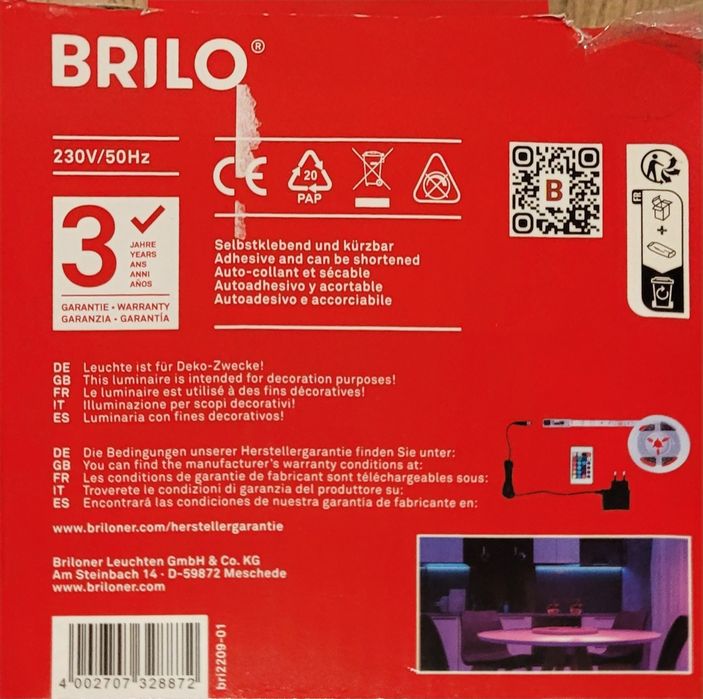 BRILO®
230V/50Hz
CE
20
PAP
B
FR
3
JAHRE
YEARS
ANS
ANNI
AÑOS
GARANTIE · WARRANTY
GARANZIA · GARANTÍA
Selbstklebend und kürzbar
Adhesive and can be shortened
Auto-collant et sécable
Autoadhesivo y acortable
Autoadesivo e accorciabile
DE Leuchte ist für Deko-Zwecke!
GB This luminaire is intended for decoration purposes!
FR Le luminaire est utilisé à des fins décoratives!
IT Illuminazione per scopi decorativi!
ES Luminaria con fines decorativos!
DE Die Bedingungen unserer Herstellergarantie finden Sie unter:
GB You can find the manufacturer's warranty conditions at:
FR Les conditions de garantie de fabricant sont téléchargeables sous:
IT Troverete le condizioni di garanzia del produttore su:
ES Encontrará las condiciones de nuestra garantía de fabricante en:
www.briloner.com/herstellergarantie
Briloner Leuchten GmbH & Co. KG
Am Steinbach 14 · D-59872 Meschede
www.briloner.com
4 002707 328872
bri2209-01